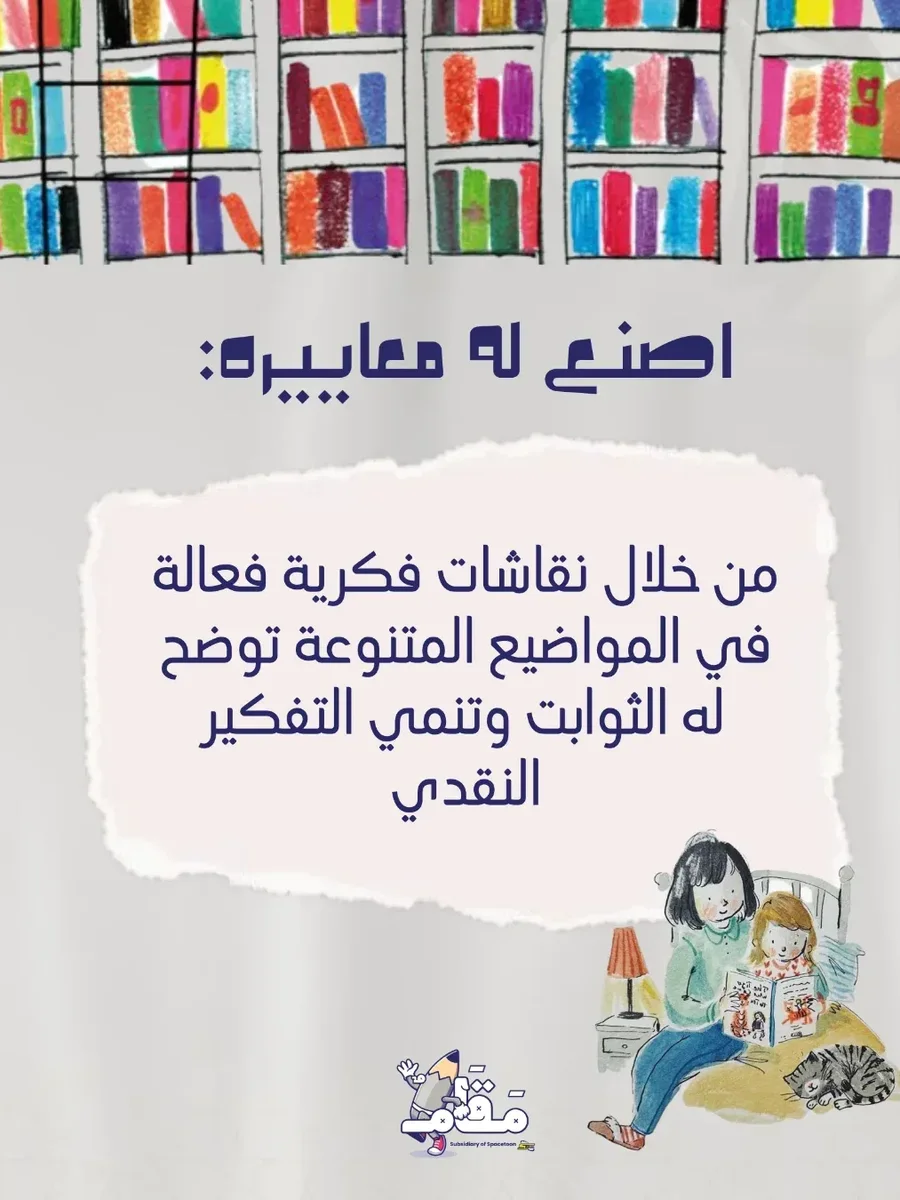 اصنع له معاييره:
من خلال نقاشات فكرية فعالة
في المواضيع المتنوعة توضح
له الثوابت وتنمي التفكير
النقدي
مَقَامـ
Subsidiary of Spacetoon